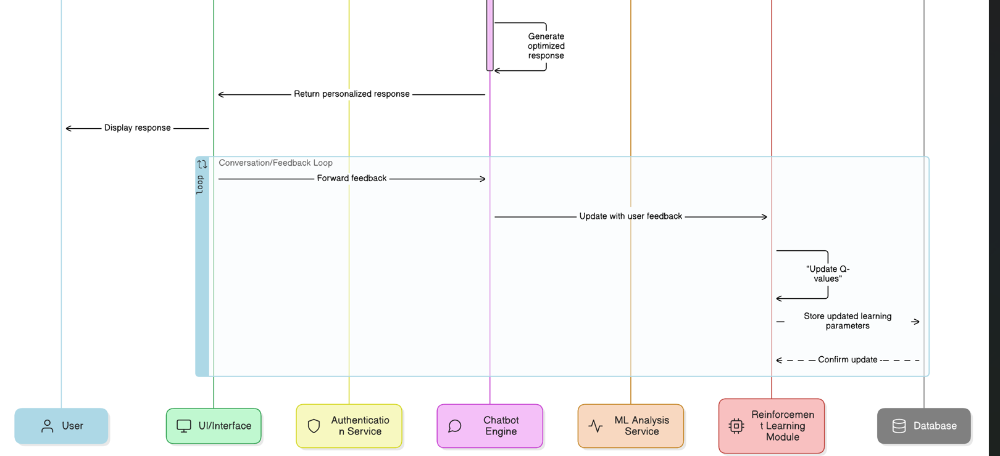 Generate
optimized
response
Return personalized response
Display response
loop
Conversation/Feedback Loop
Forward feedback
Update with user feedback
"Update Q-
values"
Store updated learning
parameters
Confirm update
User
UI/Interface
Authenticatio
n Service
Chatbot
Engine
ML Analysis
Service
Reinforcemen
t Learning
Module
Database